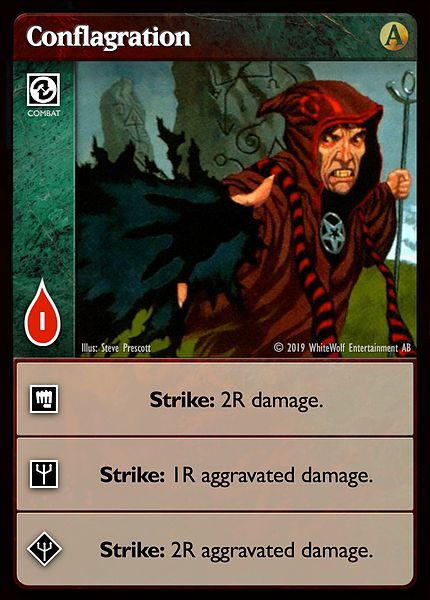 Conflagration
A
COMBAT
1
Illus: Steve Prescott
© 2019 WhiteWolf Entertainment AB
Strike: 2R damage.
Strike: 1R aggravated damage.
Strike: 2R aggravated damage.